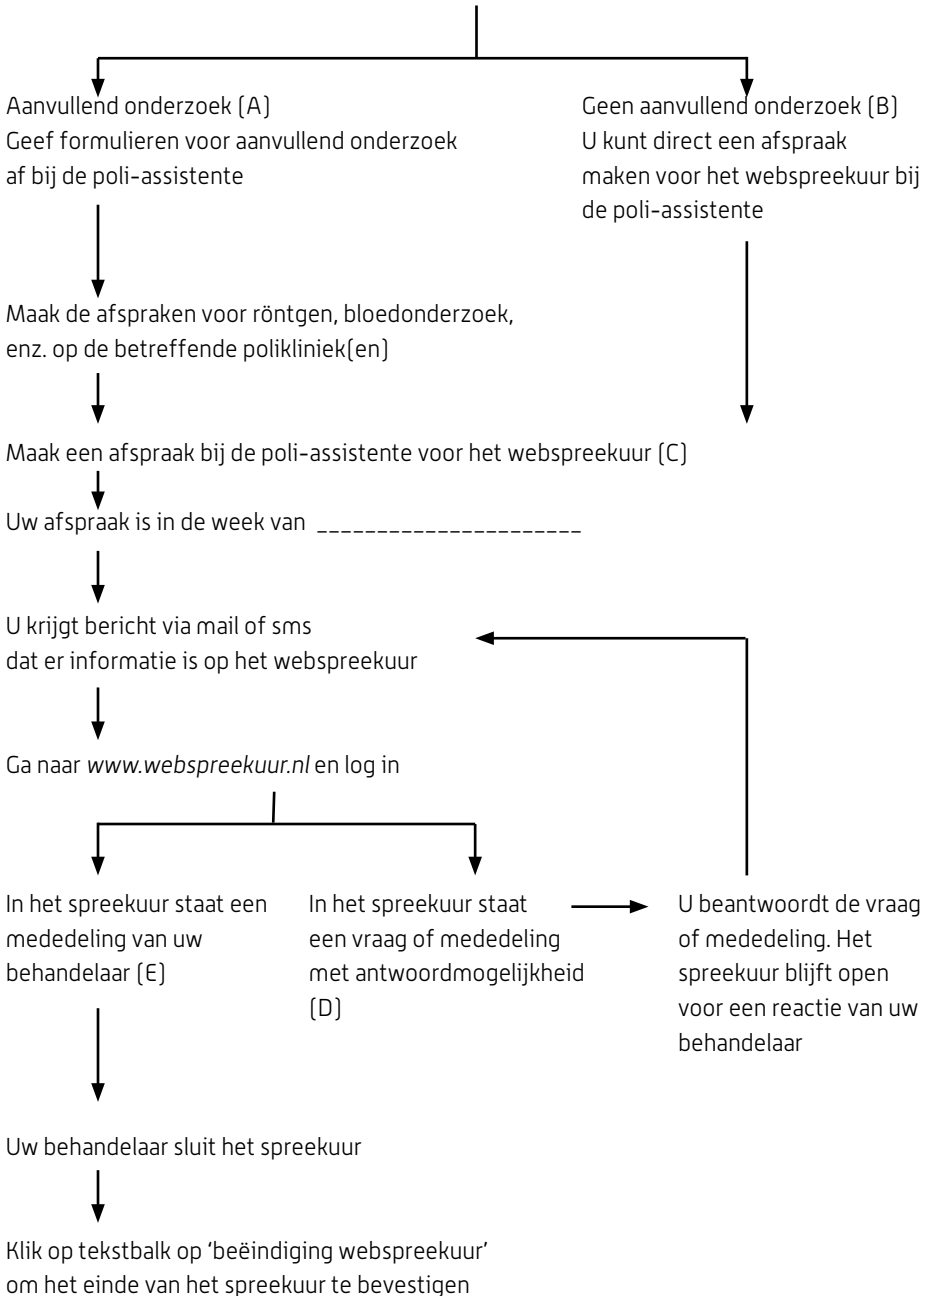 Aanvullend onderzoek (A)
Geef formulieren voor aanvullend onderzoek
af bij de poli-assistente
Geen aanvullend onderzoek (B)
U kunt direct een afspraak
maken voor het webspreekuur bij
de poli-assistente
Maak de afspraken voor röntgen, bloedonderzoek,
enz. op de betreffende polikliniek(en)
Maak een afspraak bij de poli-assistente voor het webspreekuur (C)
Uw afspraak is in de week van ______________________
U krijgt bericht via mail of sms
dat er informatie is op het webspreekuur
Ga naar www.webspreekuur.nl en log in
In het spreekuur staat een
mededeling van uw
behandelaar (E)
In het spreekuur staat
een vraag of mededeling
met antwoordmogelijkheid
(D)
U beantwoordt de vraag
of mededeling. Het
spreekuur blijft open
voor een reactie van uw
behandelaar
Uw behandelaar sluit het spreekuur
Klik op tekstbalk op ‘beëindiging webspreekuur’
om het einde van het spreekuur te bevestigen